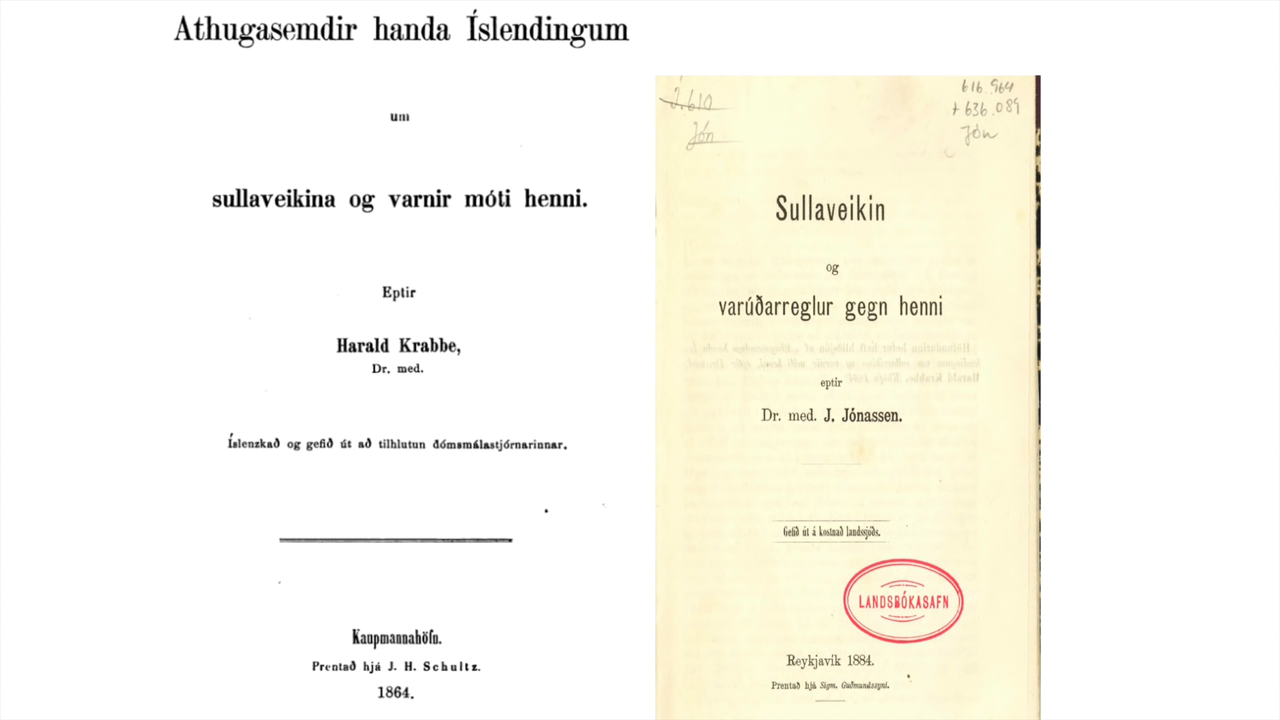 Athugasemdir handa Íslendingum
um
sullaveikina og varnir móti henni.
Eptir
Harald Krabbe,
Dr. med.
Íslenzkað og gefið út að tilhlutun dómsmálastjórnarinnar.
Kaupmannahöfn.
Prentað hjá J. H. Schultz.
1864.
J.610
Jón
616.964
+ 636.089
Jón
Sullaveikin
og
varúðarreglur gegn henni
eptir
Dr. med. J. Jónassen.
Gefið út á kostnað landssjóðs.
LANDSBÓKASAFN
Reykjavík 1884.
Prentað hjá Sigm. Guðmundssyni.